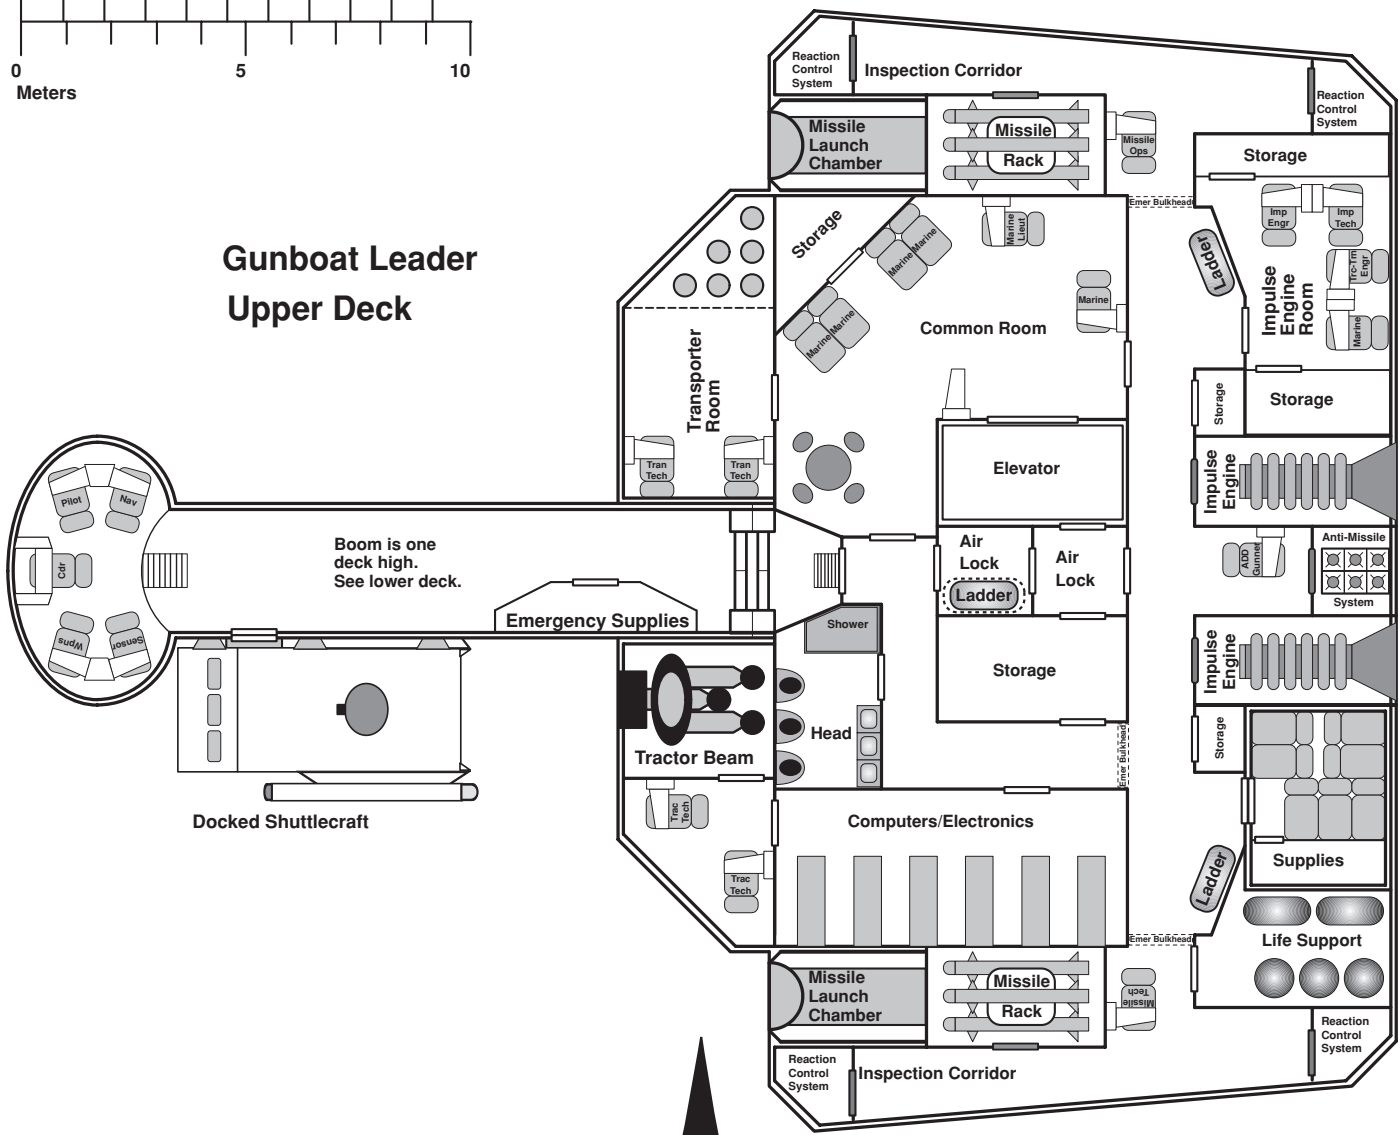 0
5
10
Meters
Gunboat Leader
Upper Deck
Reaction
Control
System
Inspection Corridor
Reaction
Control
System
Missile
Launch
Chamber
Missile
Rack
Missile
Ops
Storage
Emer Bulkhead
Imp
Engr
Imp
Tech
Trc-Trn
Engr
Marine
Impulse
Engine
Room
Ladder
Storage
Marine
Marine
Marine
Marine
Marine
Lieut
Marine
Common Room
Transporter
Room
Tran
Tech
Tran
Tech
Storage
Storage
Elevator
Impulse
Engine
Pilot
Nav
Cdr
Wpns
Sensor
Boom is one
deck high.
See lower deck.
Emergency Supplies
Air
Lock
Ladder
Air
Lock
ADD
Gunner
Anti-Missile
System
Shower
Storage
Impulse
Engine
Head
Tractor Beam
Emer Bulkhead
Storage
Docked Shuttlecraft
Trac
Tech
Trac
Tech
Computers/Electronics
Supplies
Ladder
Emer Bulkhead
Life Support
Missile
Launch
Chamber
Missile
Rack
Missile
Tech
Reaction
Control
System
Inspection Corridor
Reaction
Control
System